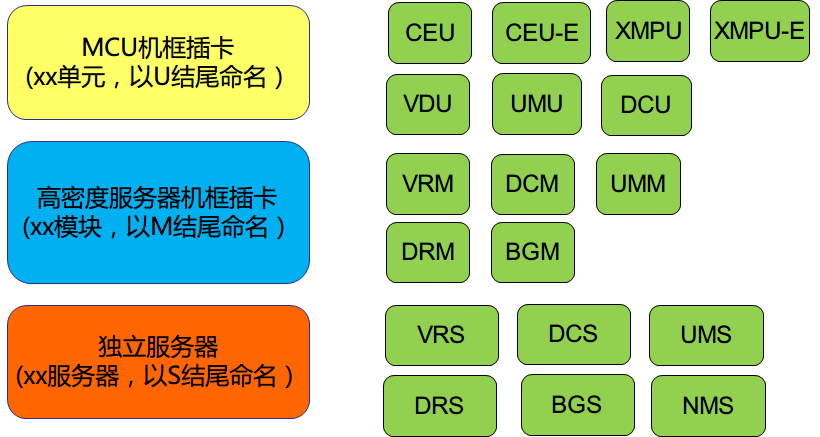 MCU机框插卡
(xx单元，以U结尾命名）
CEU
CEU-E
XMPU
XMPU-E
VDU
UMU
DCU
高密度服务器机框插卡
(xx模块，以M结尾命名）
VRM
DCM
UMM
DRM
BGM
独立服务器
(xx服务器，以S结尾命名）
VRS
DCS
UMS
DRS
BGS
NMS